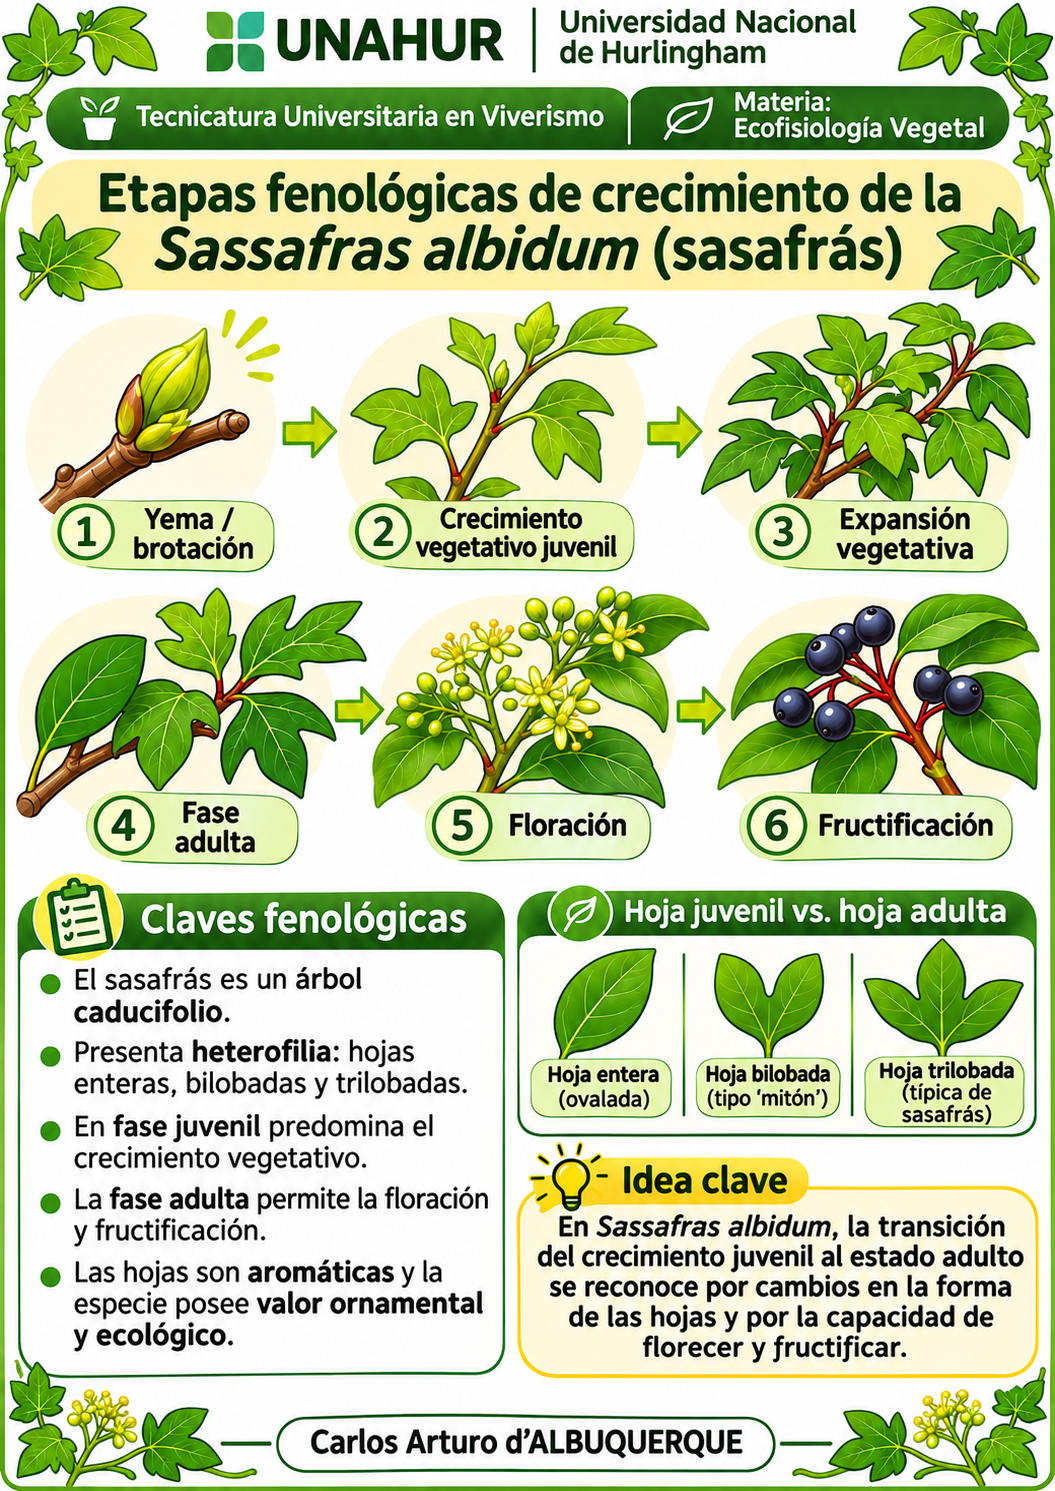 UNAHUR
Universidad Nacional
de Hurlingham
Tecnicatura Universitaria en Viverismo
Materia:
Ecofisiología Vegetal
Etapas fenológicas de crecimiento de la
Sassafras albidum (sasafrás)
1 Yema /
brotación
2 Crecimiento
vegetativo juvenil
3 Expansión
vegetativa
4 Fase
adulta
5 Floración
6 Fructificación
Claves fenológicas
El sasafrás es un árbol
caducifolio.
Presenta heterofilia: hojas
enteras, bilobadas y trilobadas.
En fase juvenil predomina el
crecimiento vegetativo.
La fase adulta permite la floración
y fructificación.
Las hojas son aromáticas y la
especie posee valor ornamental
y ecológico.
Hoja juvenil vs. hoja adulta
Hoja entera
(ovalada)
Hoja bilobada
(tipo ‘mitón’)
Hoja trilobada
(típica de
sasafrás)
Idea clave
En Sassafras albidum, la transición
del crecimiento juvenil al estado adulto
se reconoce por cambios en la forma
de las hojas y por la capacidad de
florecer y fructificar.
Carlos Arturo d’ALBUQUERQUE